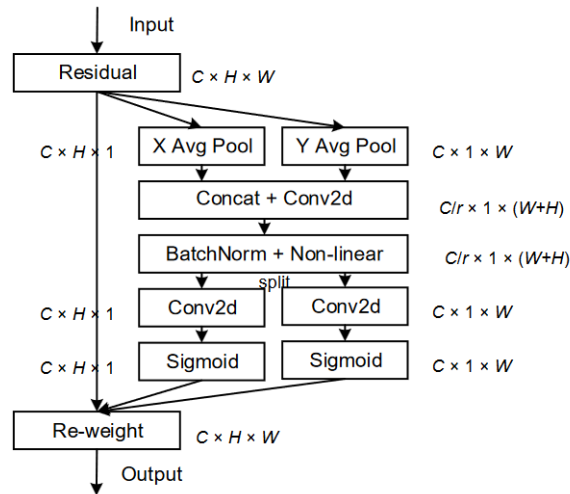 Input
Residual
C × H × W
C × H × 1
X Avg Pool
Y Avg Pool
C × 1 × W
Concat + Conv2d
C/r × 1 × (W+H)
BatchNorm + Non-linear
C/r × 1 × (W+H)
split
C × H × 1
Conv2d
Conv2d
C × 1 × W
C × H × 1
Sigmoid
Sigmoid
C × 1 × W
Re-weight
C × H × W
Output